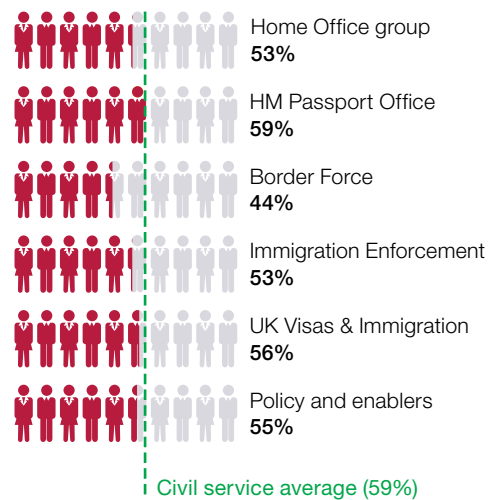 Home Office group
53%
HM Passport Office
59%
Border Force
44%
Immigration Enforcement
53%
UK Visas & Immigration
56%
Policy and enablers
55%
Civil service average (59%)